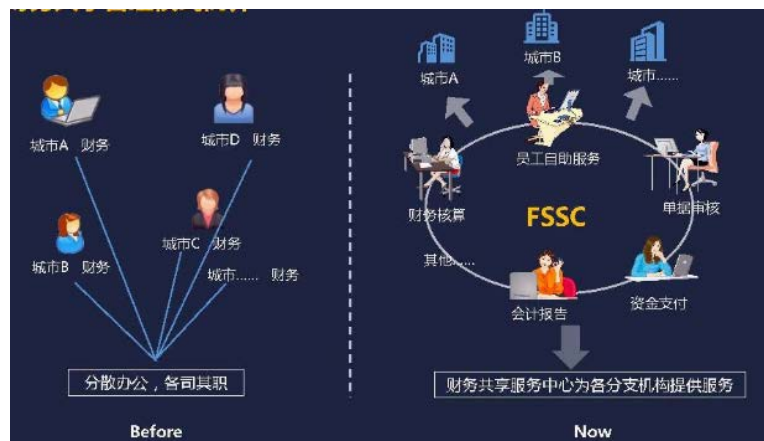 城市A 财务
城市D 财务
城市B 财务
城市C 财务
城市...... 财务
分散办公，各司其职
Before
城市A
城市B
城市......
员工自助服务
财务核算
单据审核
FSSC
其他......
会计报告
资金支付
财务共享服务中心为各分支机构提供服务
Now